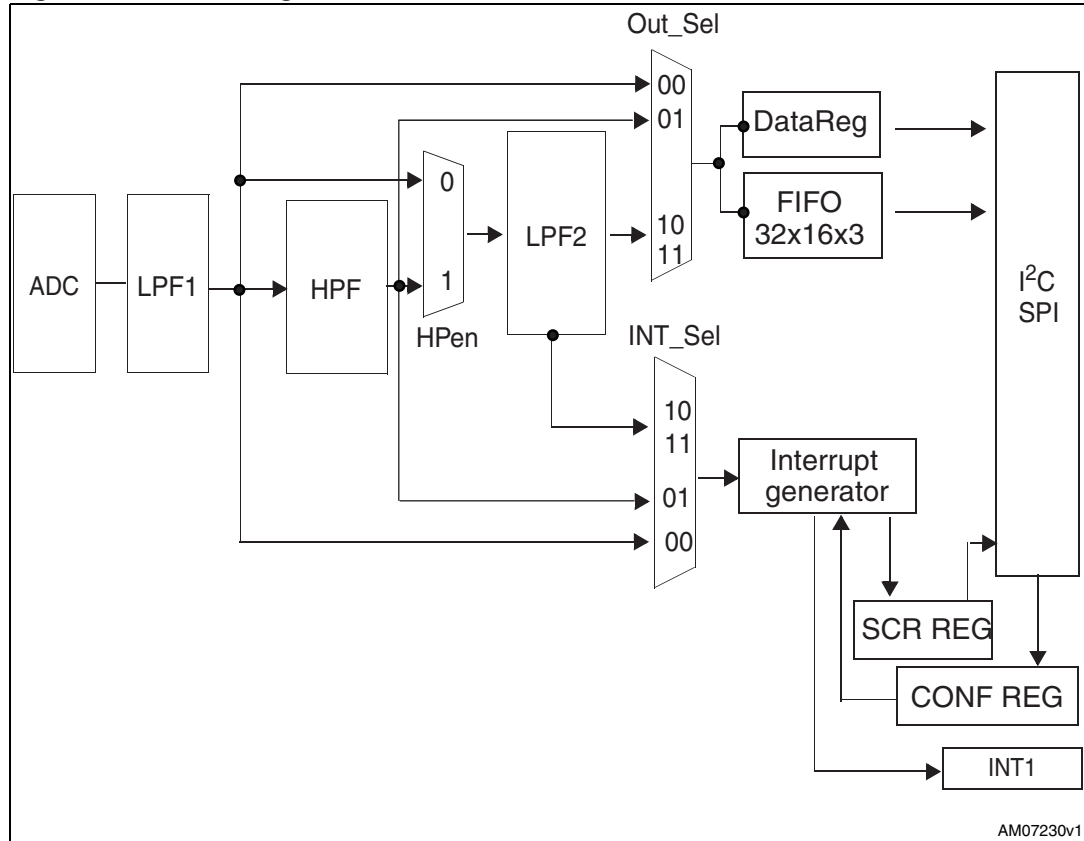 Out_Sel
00
01
10
11
DataReg
FIFO
32x16x3
I²C
SPI
ADC
LPF1
HPF
0
1
HPen
LPF2
INT_Sel
10
11
01
00
Interrupt
generator
SCR REG
CONF REG
INT1
AM07230v1